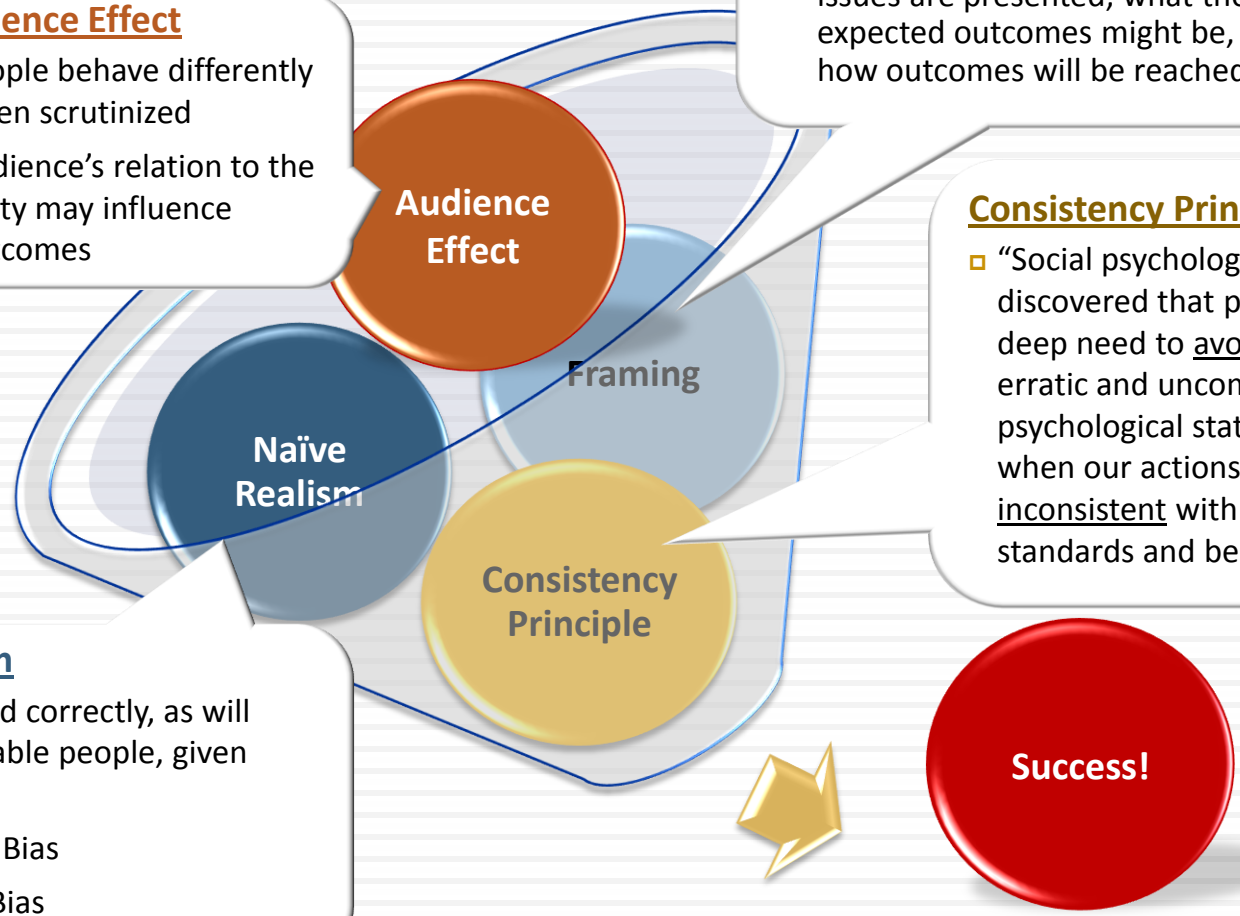 ence Effect
ople behave differently
en scrutinized
dience’s relation to the
ty may influence
comes
issues are presented, what the
expected outcomes might be,
how outcomes will be reached
Audience
Effect
Framing
Naïve
Realism
Consistency
Principle
Consistency Prin
“Social psycholog
discovered that p
deep need to avo
erratic and uncon
psychological stat
when our actions
inconsistent with
standards and be
n
d correctly, as will
able people, given
Bias
Bias
Success!